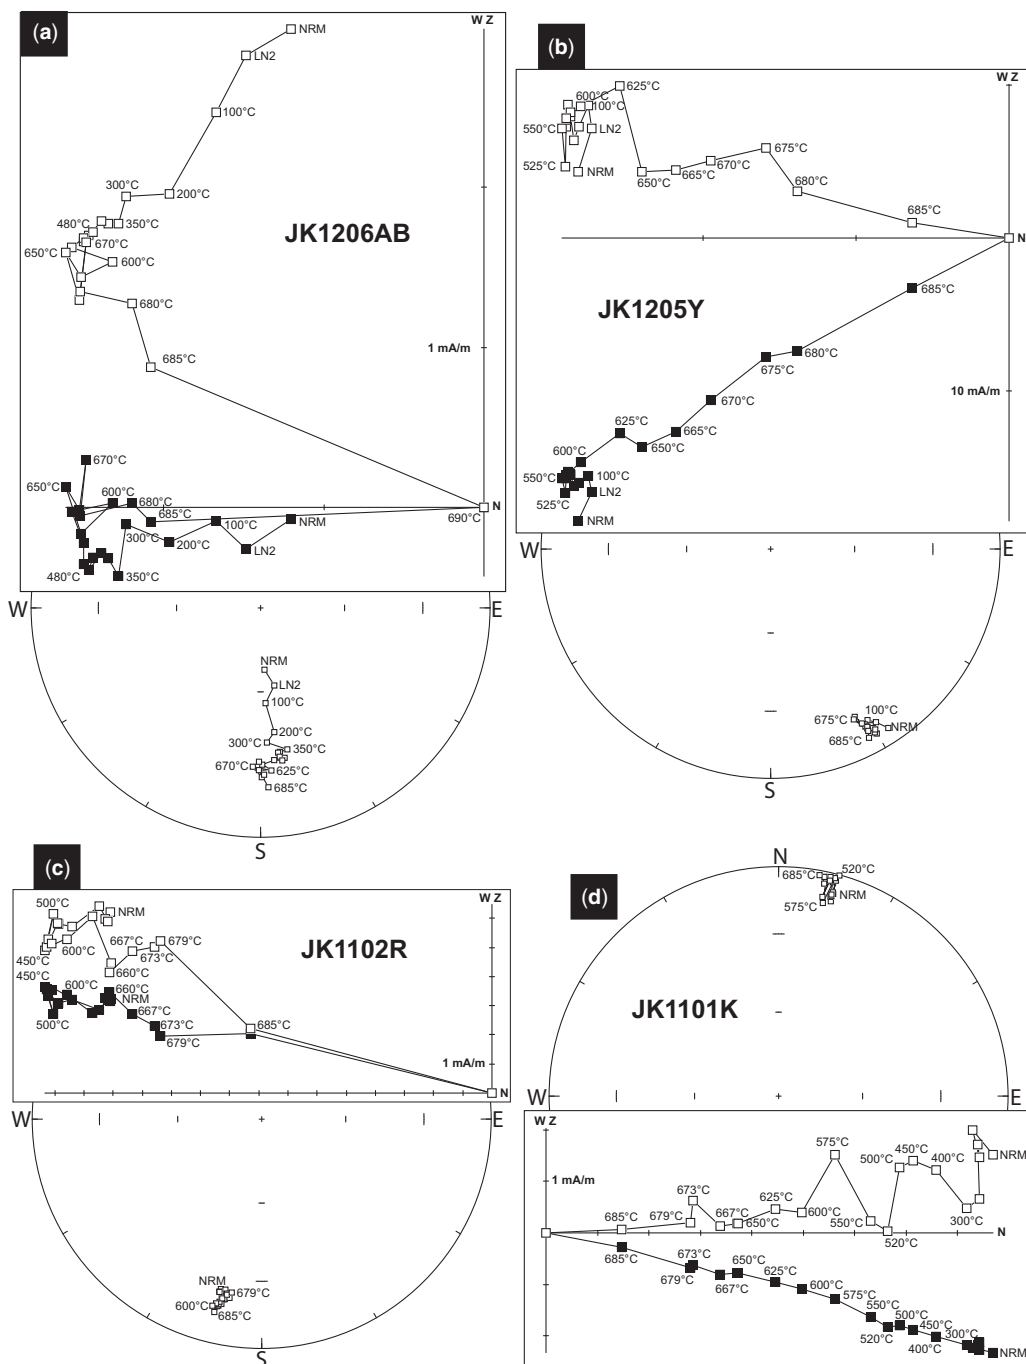 (a)
W Z
NRM
LN2
100°C
300°C
200°C
480°C
350°C
670°C
650°C
600°C
JK1206AB
680°C
1 mA/m
685°C
670°C
650°C
600°C
680°C
N
690°C
685°C
100°C
NRM
300°C
200°C
LN2
480°C
350°C
W
E
NRM
LN2
100°C
200°C
300°C
350°C
670°C
625°C
685°C
S
(b)
W Z
625°C
600°C
100°C
550°C
LN2
525°C
NRM
650°C
665°C
670°C
675°C
680°C
685°C
N
685°C
JK1205Y
680°C
675°C
10 mA/m
670°C
625°C
665°C
650°C
600°C
550°C
100°C
525°C
LN2
NRM
W
E
100°C
675°C
NRM
685°C
S
(c)
W Z
500°C
NRM
667°C
679°C
600°C
673°C
JK1102R
450°C
660°C
450°C
600°C
660°C
NRM
667°C
500°C
673°C
679°C
685°C
1 mA/m
N
W
E
NRM
679°C
600°C
685°C
S
(d)
N
685°C
520°C
NRM
575°C
JK1101K
W
E
W Z
575°C
450°C
500°C
400°C
NRM
1 mA/m
673°C
625°C
679°C
667°C
600°C
685°C
650°C
550°C
300°C
520°C
N
685°C
673°C
650°C
679°C
667°C
625°C
600°C
575°C
550°C
500°C
520°C
450°C
300°C
400°C
NRM